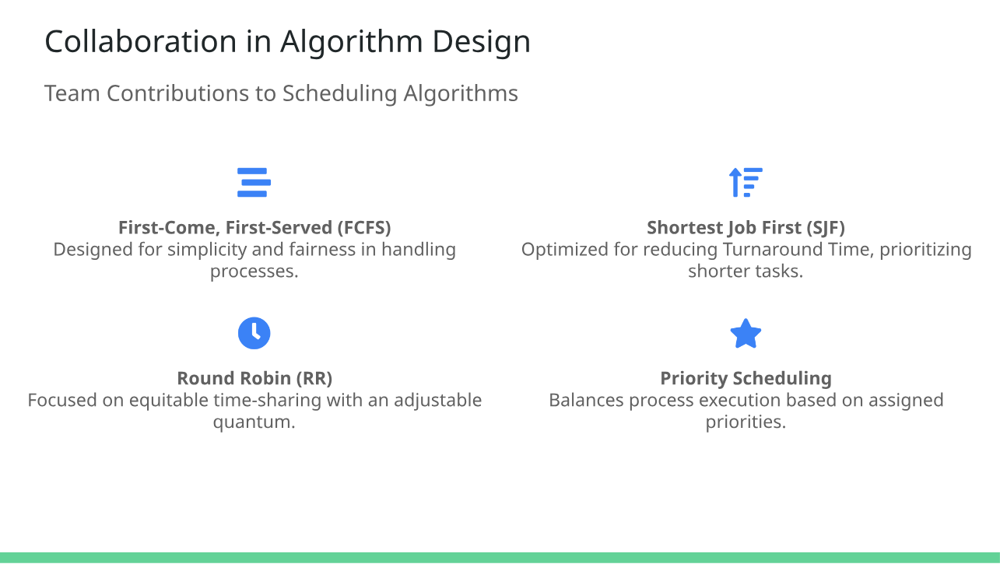 Collaboration in Algorithm Design
Team Contributions to Scheduling Algorithms
First-Come, First-Served (FCFS)
Designed for simplicity and fairness in handling
processes.
Shortest Job First (SJF)
Optimized for reducing Turnaround Time, prioritizing
shorter tasks.
Round Robin (RR)
Focused on equitable time-sharing with an adjustable
quantum.
Priority Scheduling
Balances process execution based on assigned
priorities.